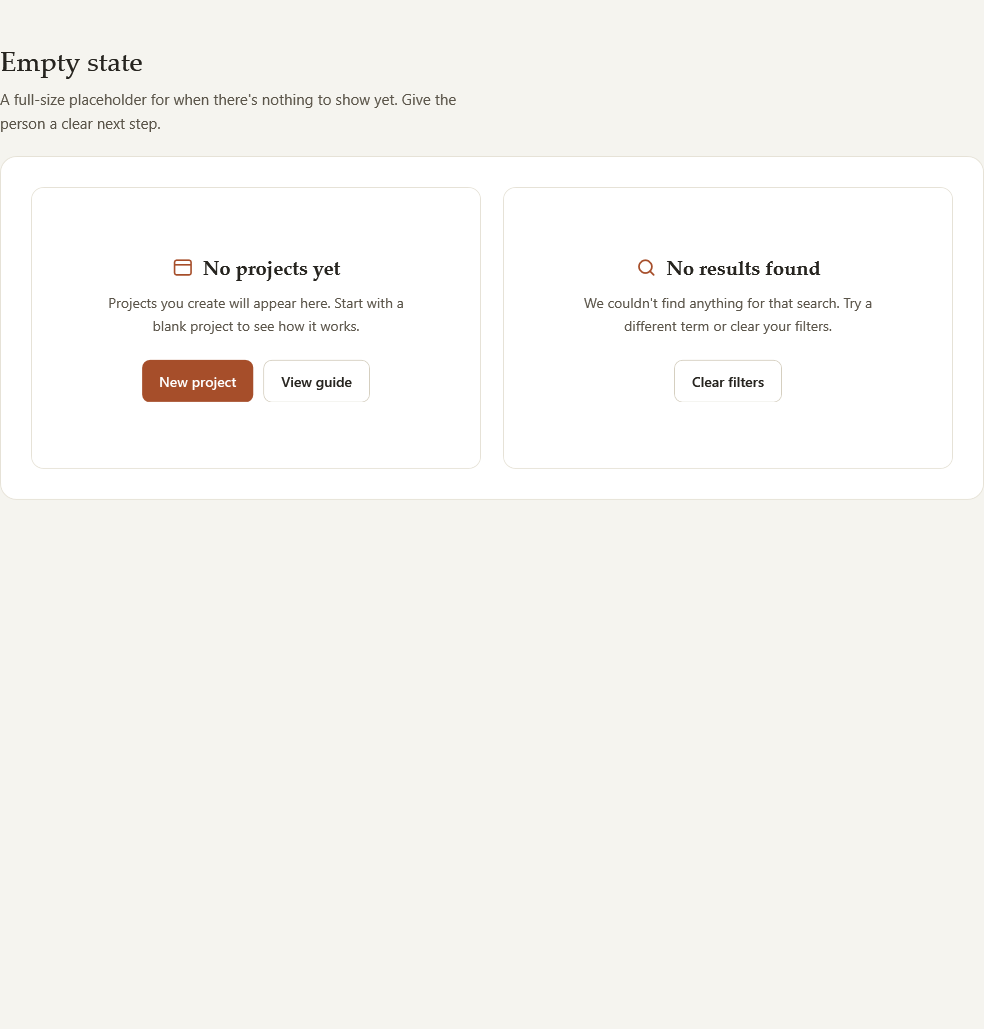 Empty state
A full-size placeholder for when there's nothing to show yet. Give the
person a clear next step.
No projects yet
Projects you create will appear here. Start with a
blank project to see how it works.
New project
View guide
No results found
We couldn't find anything for that search. Try a
different term or clear your filters.
Clear filters